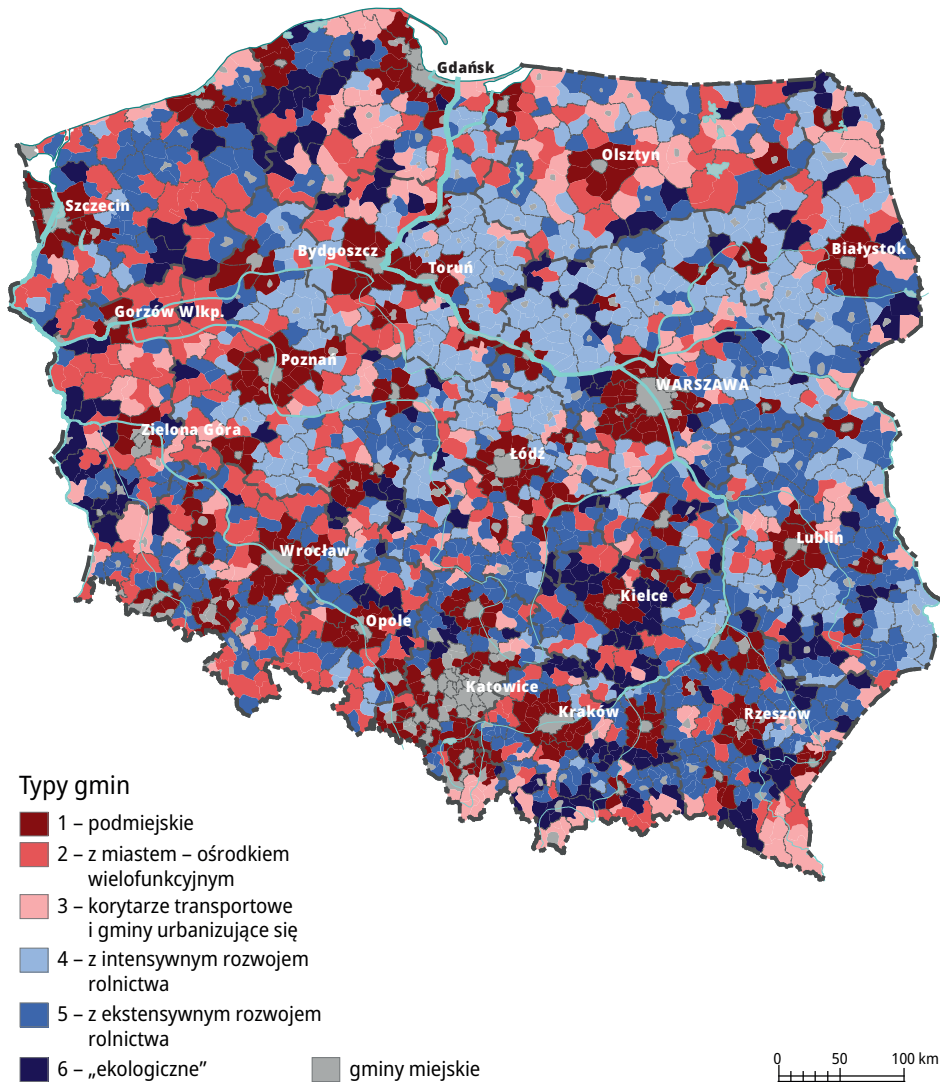 Gdańsk
Olsztyn
Szczecin
Białystok
Bydgoszcz
Toruń
Gorzów Wlkp.
Poznań
WARSZAWA
Zielona Góra
Łódź
Lublin
Wrocław
Kielce
Opole
Katowice
Kraków
Rzeszów
Typy gmin
1 – podmiejskie
2 – z miastem – ośrodkiem
wielofunkcyjnym
3 – korytarze transportowe
i gminy urbanizujące się
4 – z intensywnym rozwojem
rolnictwa
5 – z ekstensywnym rozwojem
rolnictwa
6 – „ekologiczne”
gminy miejskie
0 50 100 km